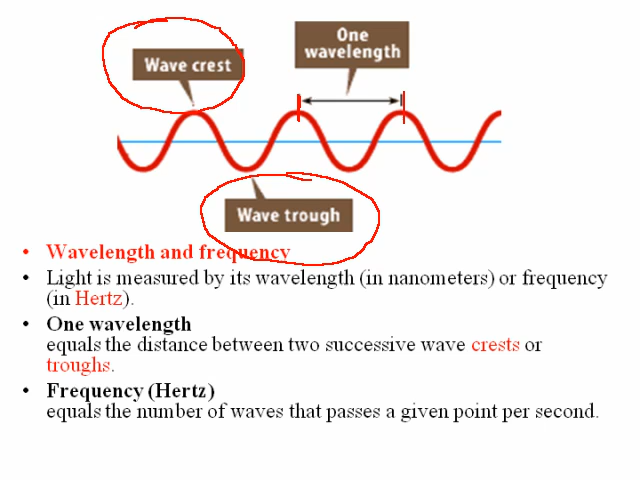 One
wavelength
Wave crest
Wave trough
• Wavelength and frequency
• Light is measured by its wavelength (in nanometers) or frequency
(in Hertz).
• One wavelength
equals the distance between two successive wave crests or
troughs.
• Frequency (Hertz)
equals the number of waves that passes a given point per second.